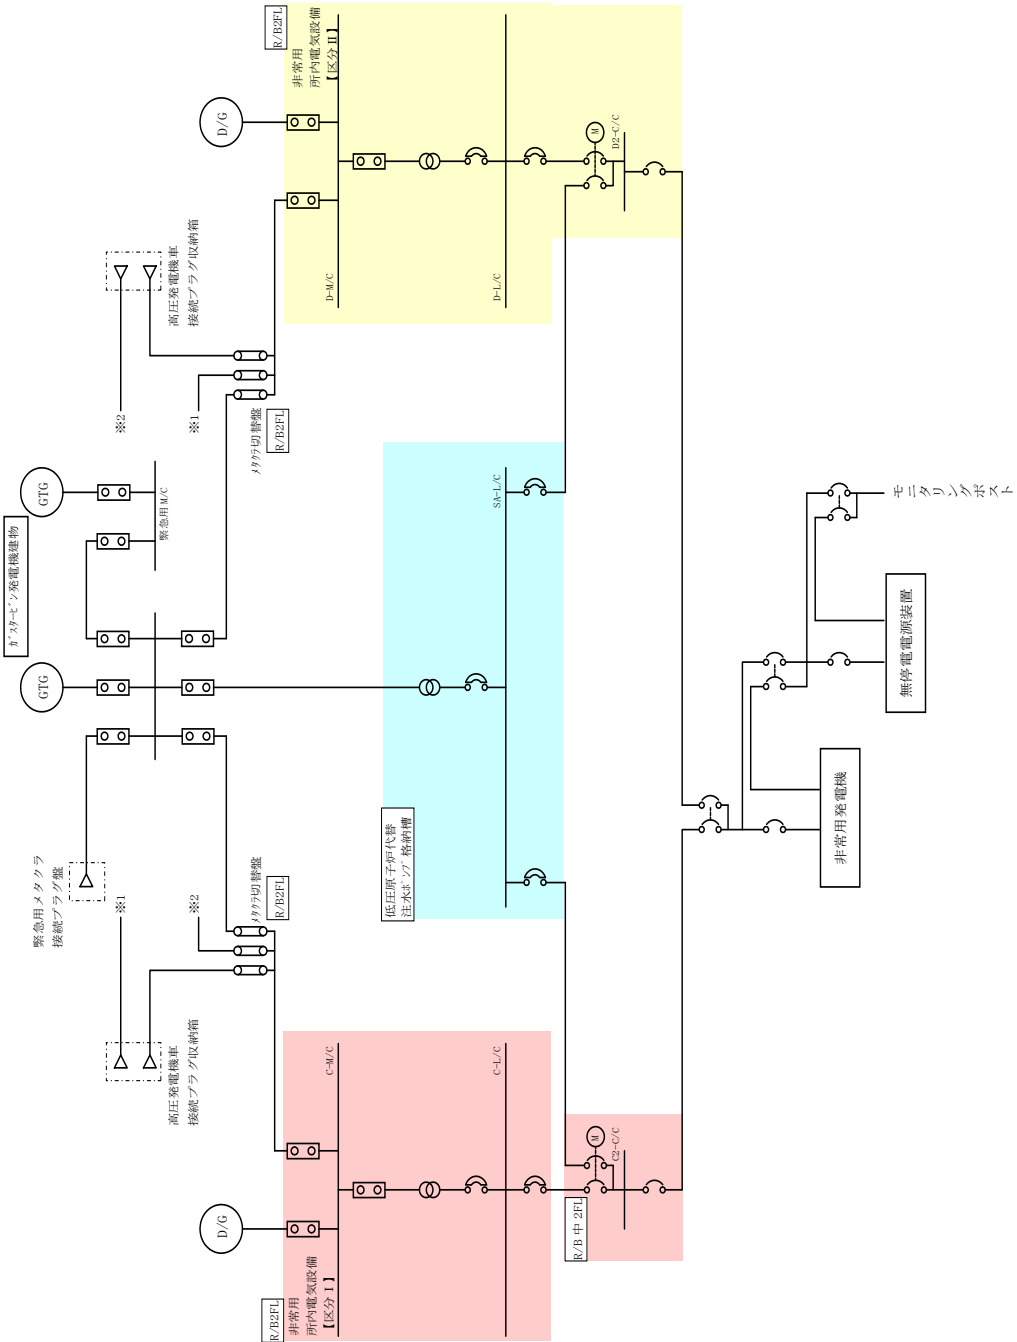 R/B2FL
非常用
所内電気設備
【区分Ⅰ】
D/G
C-M/C
C-L/C
R/B 中 2FL
M
C2-C/C
高圧発電機車
接続プラグ収納箱
※1
※2
緊急用メタクラ
接続プラグ盤
メタクラ切替盤
R/B2FL
ガスタービン発電機建物
GTG
GTG
緊急用 M/C
低圧原子炉代替
注水ポンプ格納槽
SA-L/C
※2
※1
メタクラ切替盤
R/B2FL
高圧発電機車
接続プラグ収納箱
D/G
R/B2FL
非常用
所内電気設備
【区分Ⅱ】
D-M/C
D-L/C
M
D2-C/C
非常用発電機
無停電電源装置
モニタリングポスト